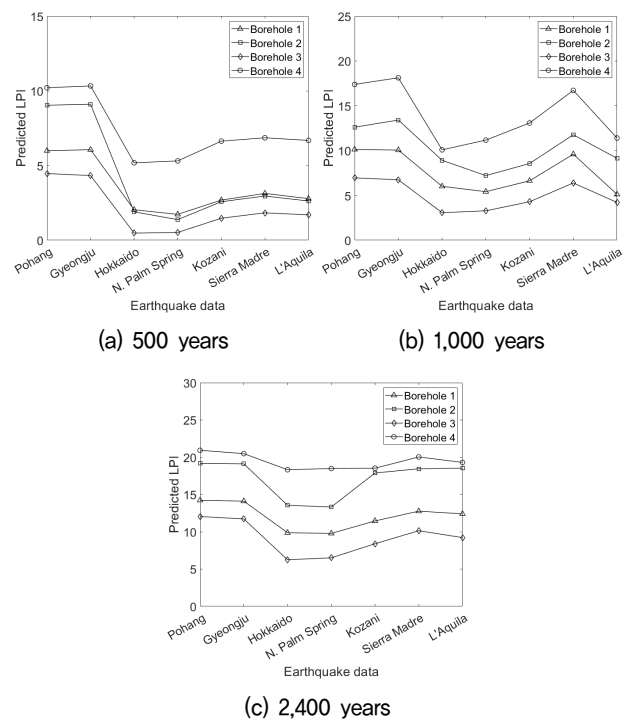 15
10
5
0
Predicted LPI
Borehole 1
Borehole 2
Borehole 3
Borehole 4
Pohang
Gyeongju
Hokkaido
N. Palm Spring
Kozani
Sierra Madre
L'Aquila
Earthquake data
(a) 500 years
25
20
15
10
5
0
Predicted LPI
Borehole 1
Borehole 2
Borehole 3
Borehole 4
Pohang
Gyeongju
Hokkaido
N. Palm Spring
Kozani
Sierra Madre
L'Aquila
Earthquake data
(b) 1,000 years
30
25
20
15
10
5
0
Predicted LPI
Borehole 1
Borehole 2
Borehole 3
Borehole 4
Pohang
Gyeongju
Hokkaido
N. Palm Spring
Kozani
Sierra Madre
L'Aquila
Earthquake data
(c) 2,400 years